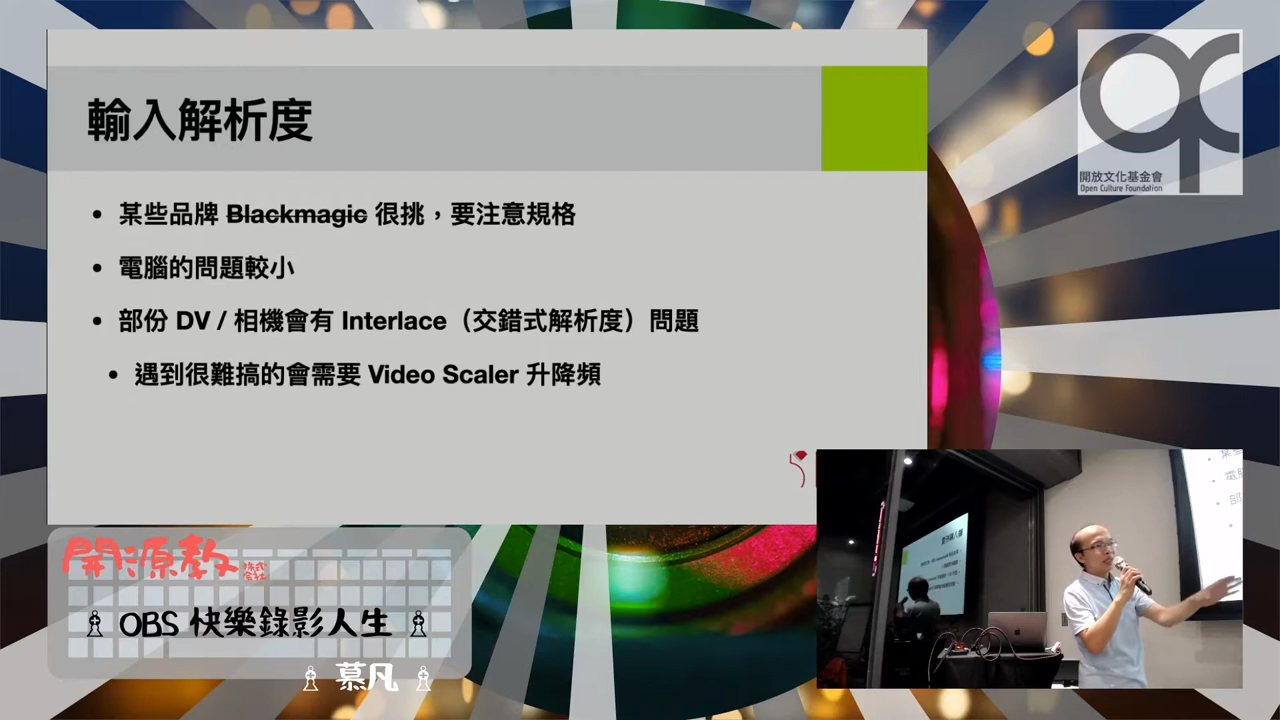 輸入解析度
• 某些品牌 Blackmagic 很挑，要注意規格
• 電腦的問題較小
• 部份 DV / 相機會有 Interlace（交錯式解析度）問題
• 遇到很難搞的會需要 Video Scaler 升降頻
開放文化基金會
Open Culture Foundation
開源教
株式会社
OBS 快樂錄影人生
慕凡